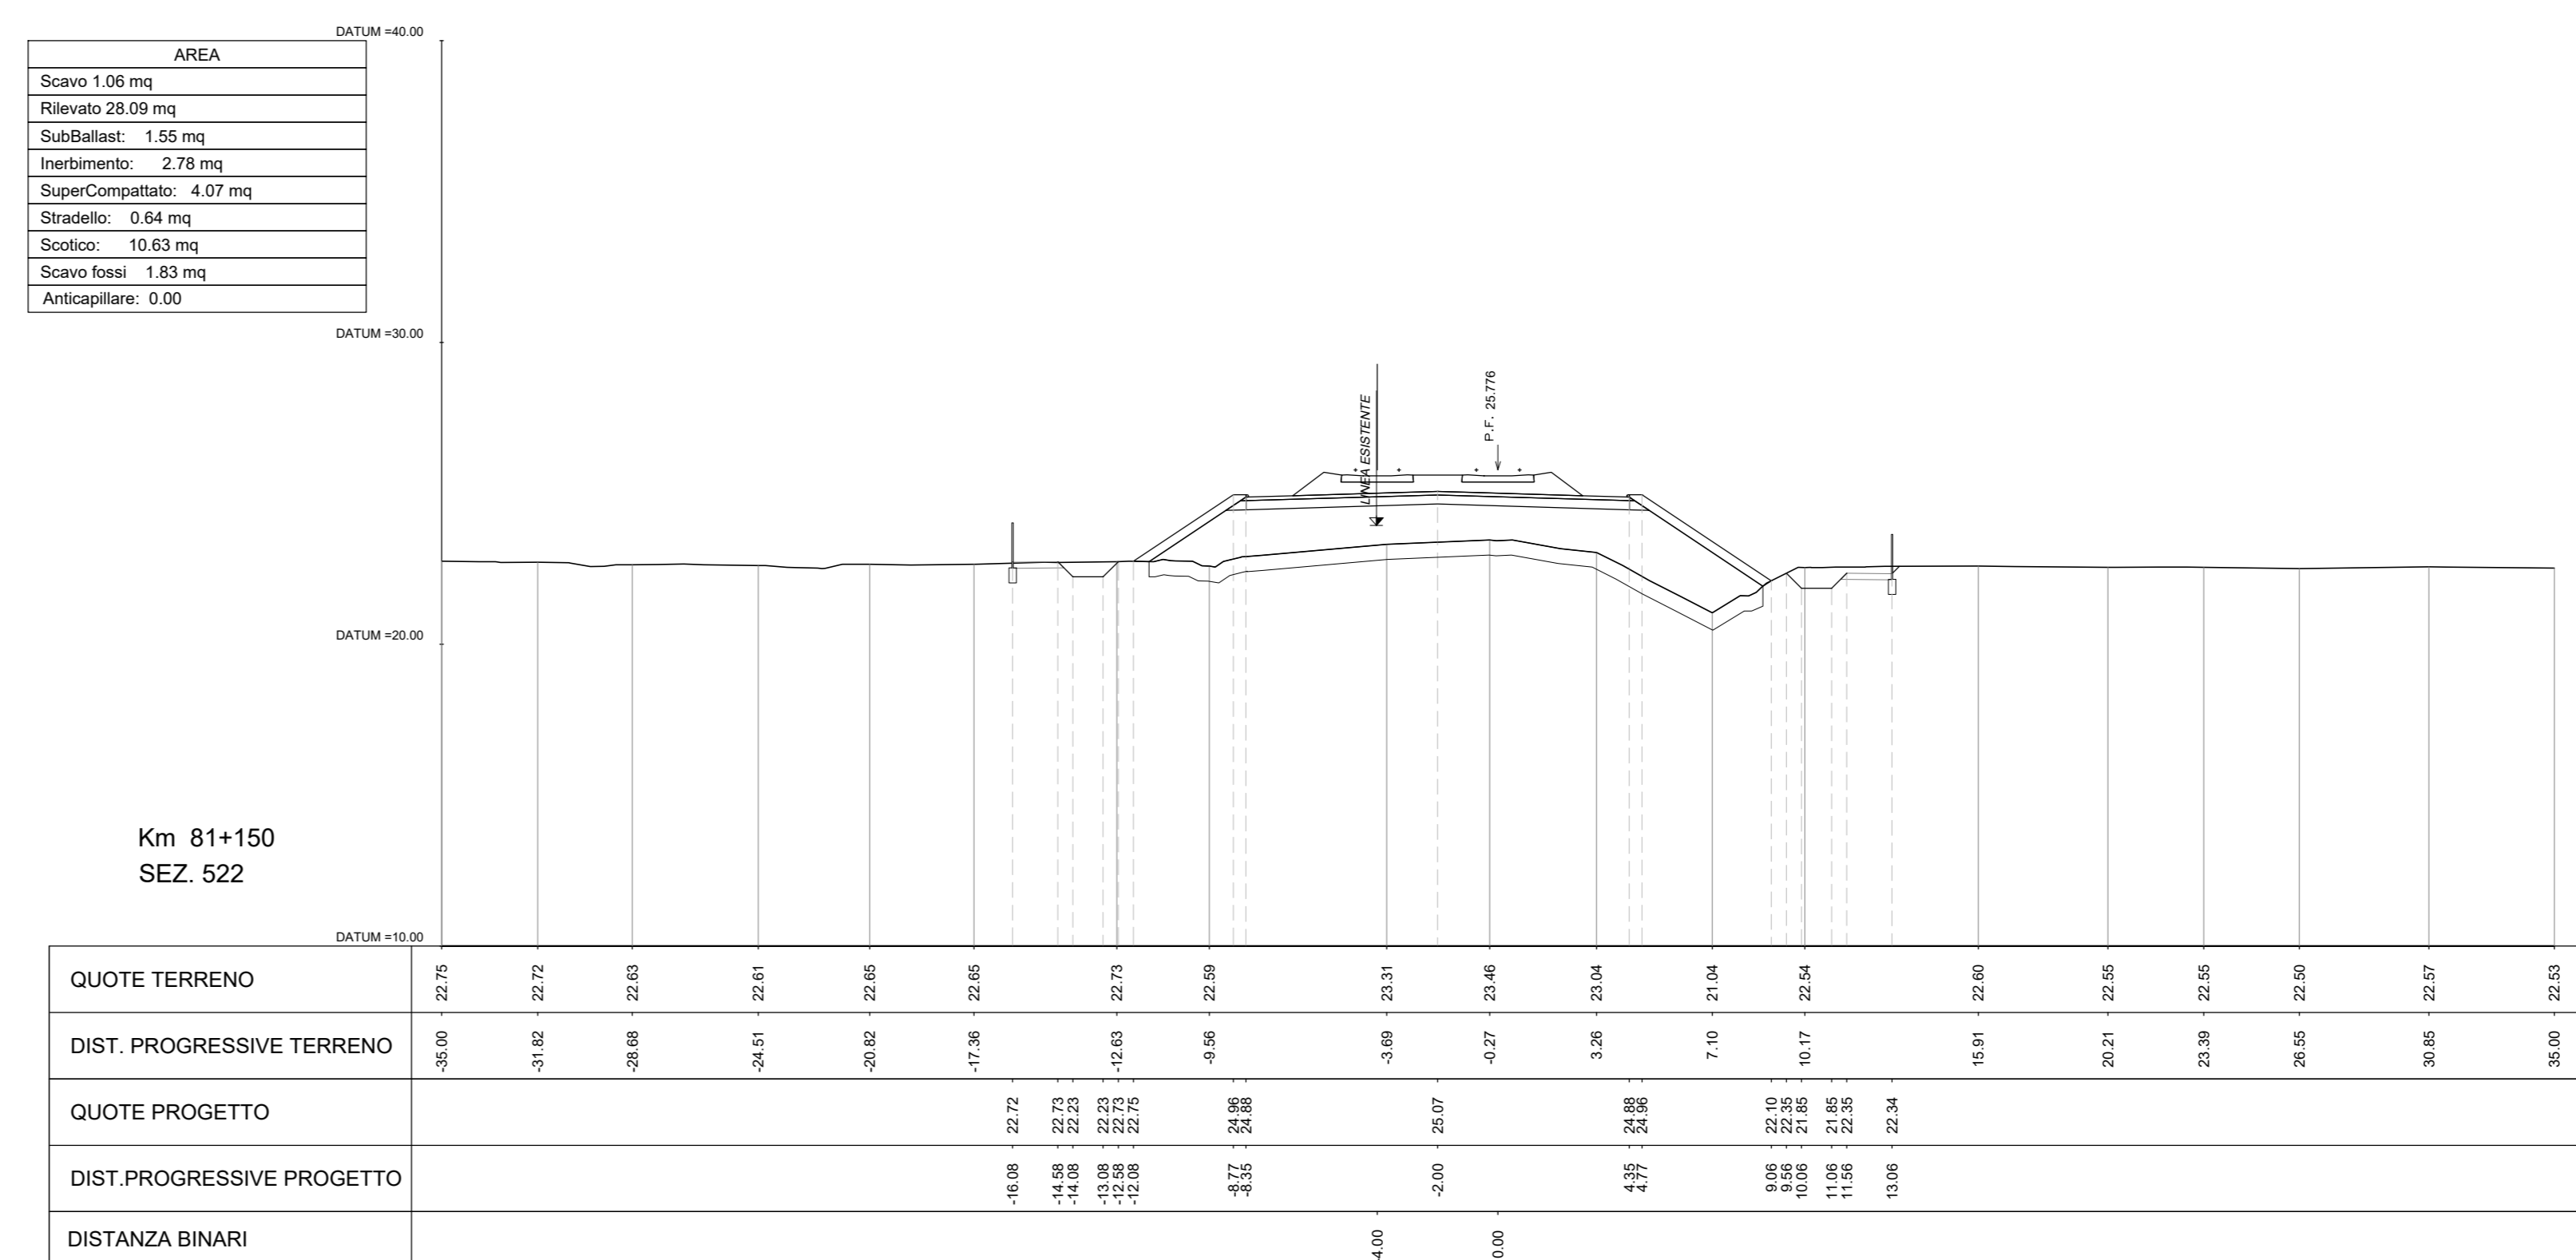 DATUM =40.00
AREA
Scavo 1.06 mq
Rilevato 28.09 mq
SubBallast: 1.55 mq
Inerbimento: 2.78 mq
SuperCompattato: 4.07 mq
Stradello: 0.64 mq
Scotico: 10.63 mq
Scavo fossi 1.83 mq
Anticapillare: 0.00
DATUM =30.00
LINEA ESISTENTE
P.F. 25.776
DATUM =20.00
Km 81+150
SEZ. 522
DATUM =10.00
QUOTE TERRENO 22.75 22.72 22.63 22.61 22.65 22.65 22.73 22.59 23.31 23.46 23.04 21.04 22.54 22.60 22.55 22.55 22.50 22.57 22.53
DIST. PROGRESSIVE TERRENO -35.00 -31.82 -28.68 -24.51 -20.82 -17.36 -12.63 -9.56 -3.69 -0.27 3.26 7.10 10.17 15.91 20.21 23.39 26.55 30.85 35.00
QUOTE PROGETTO 22.72 22.73 22.23 22.23 22.73 22.75 24.96 24.88 25.07 24.88 24.96 22.10 22.35 21.85 21.85 22.35 22.34
DIST.PROGRESSIVE PROGETTO -16.08 -14.58 -14.08 -13.08 -12.58 -12.08 -8.77 -8.35 -2.00 4.35 4.77 9.06 9.56 10.06 11.06 11.56 13.06
DISTANZA BINARI 4.00 0.00